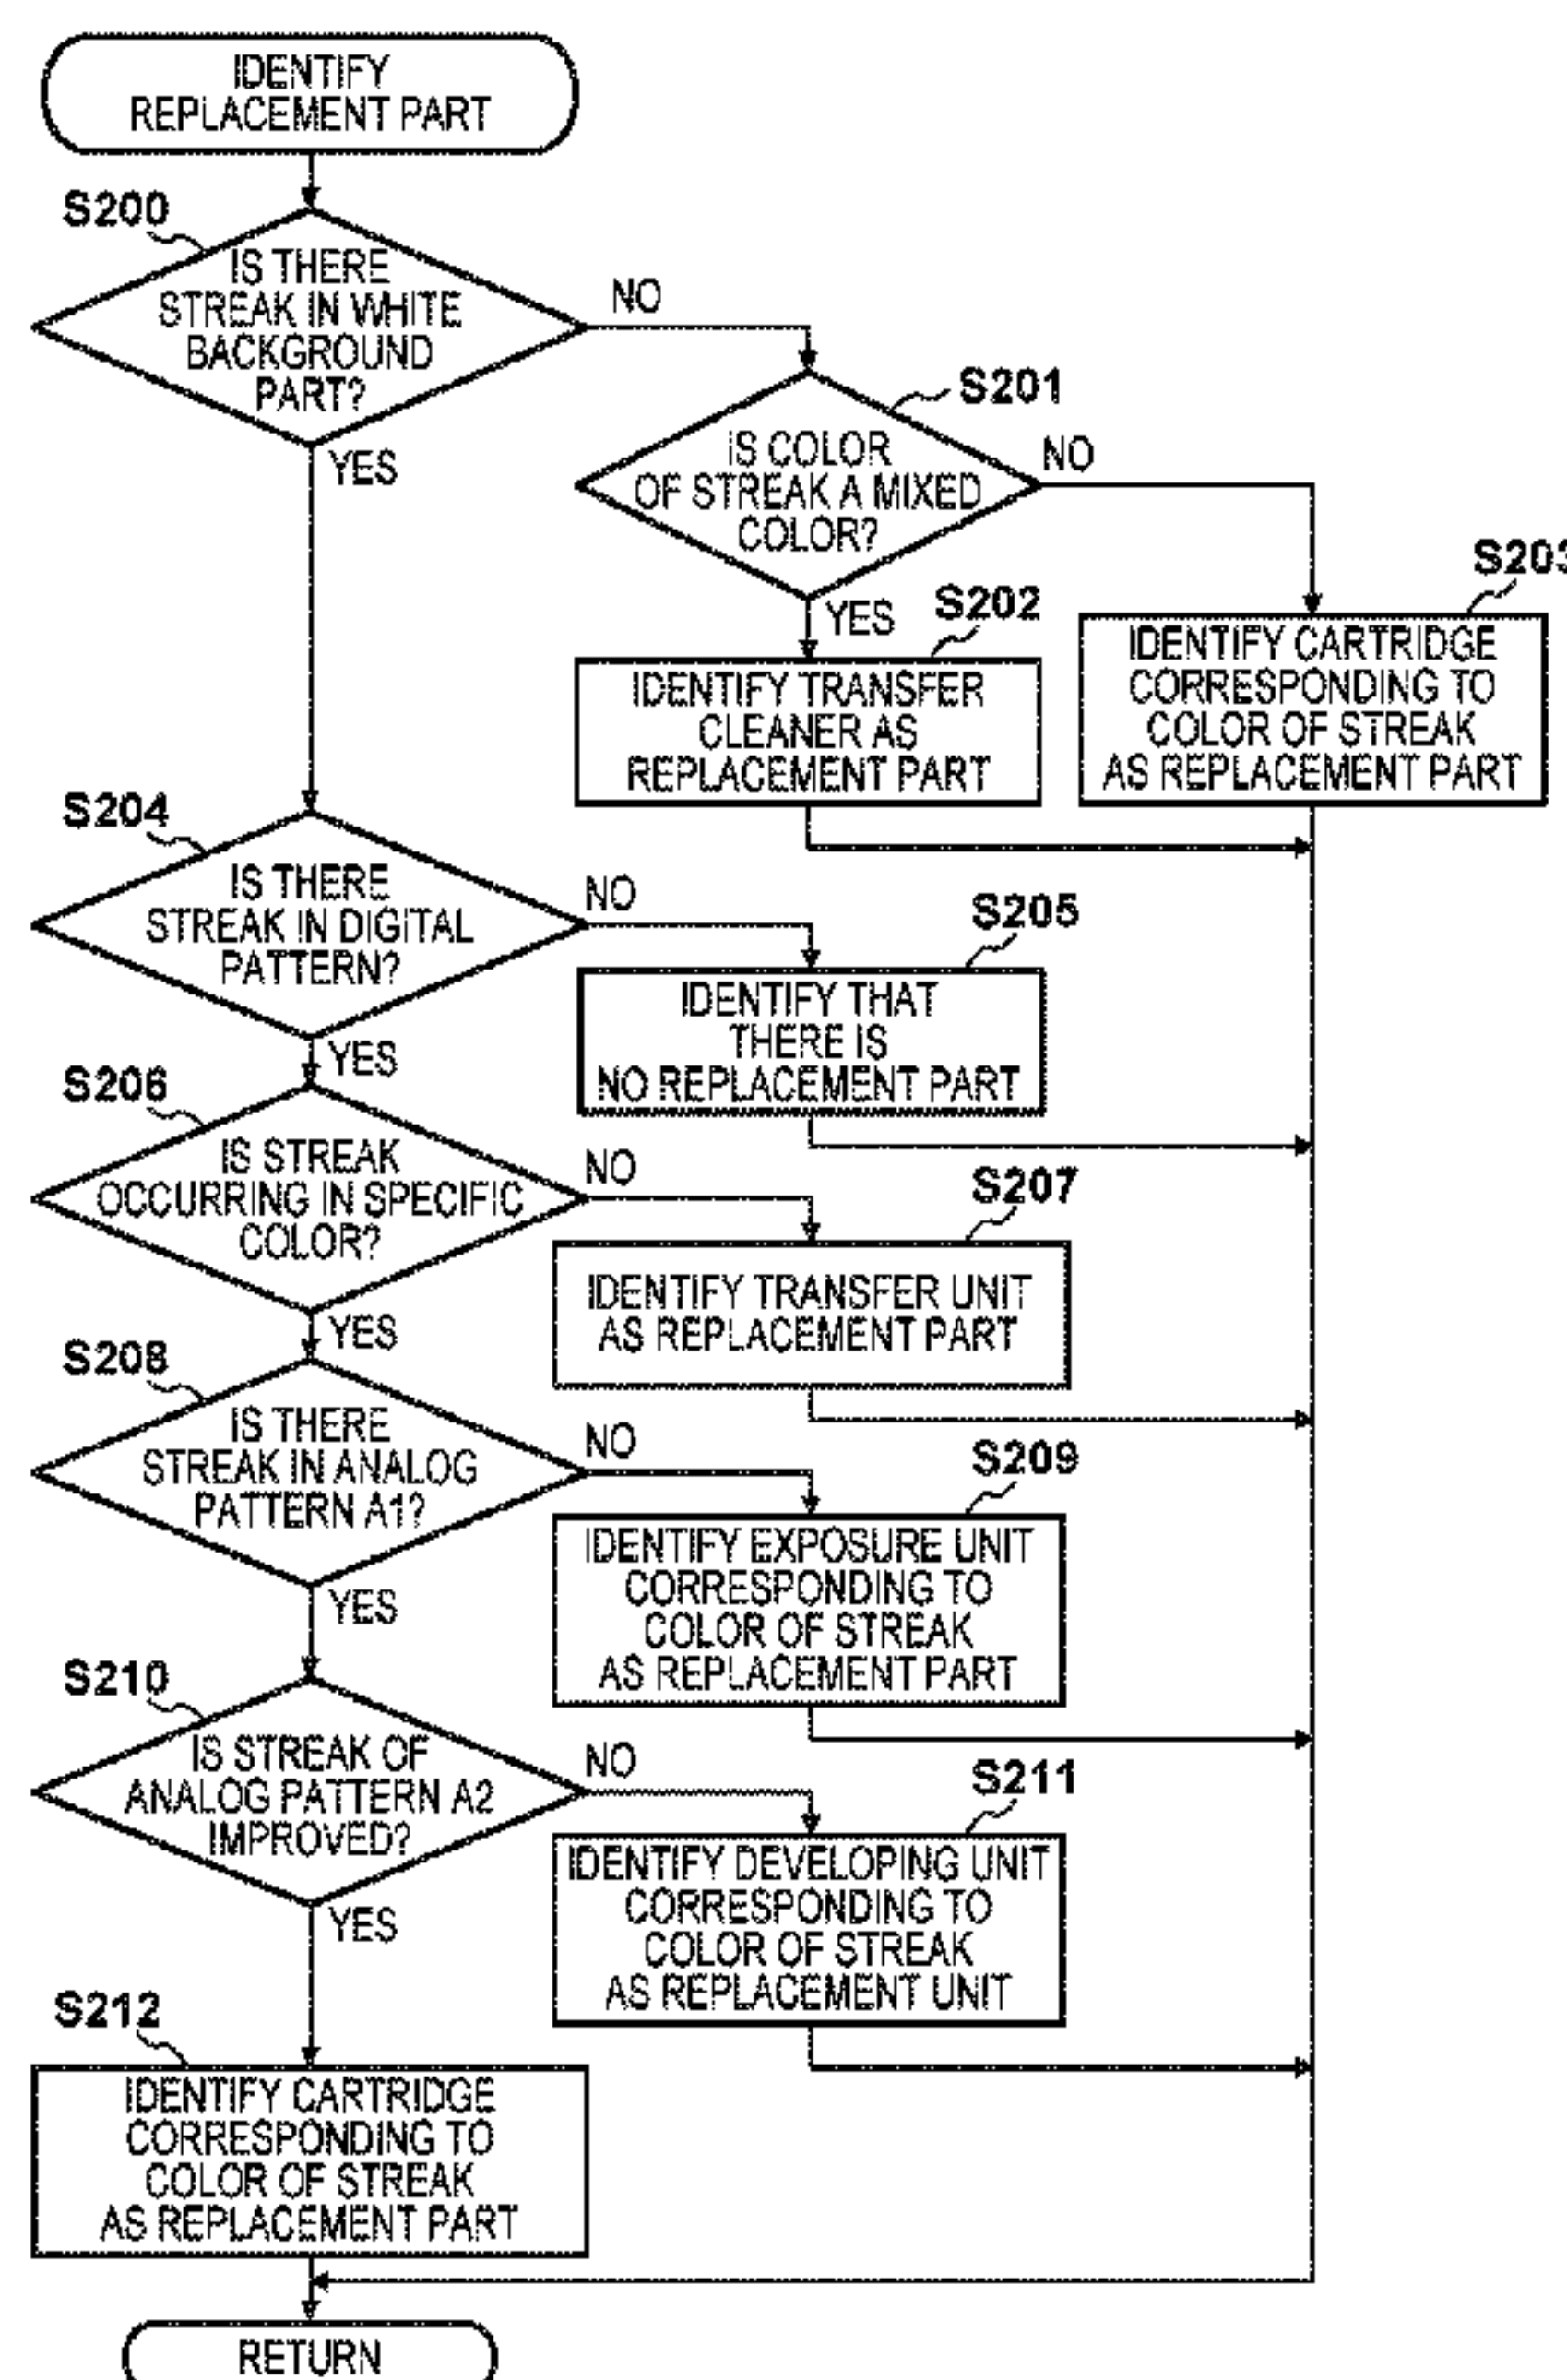 IDENTIFY
REPLACEMENT PART
S200
IS THERE
STREAK IN WHITE
BACKGROUND
PART?
NO
YES
S201
IS COLOR
OF STREAK A MIXED
COLOR?
NO
YES
S202
IDENTIFY TRANSFER
CLEANER AS
REPLACEMENT PART
S203
IDENTIFY CARTRIDGE
CORRESPONDING TO
COLOR OF STREAK
AS REPLACEMENT PART
S204
IS THERE
STREAK IN DIGITAL
PATTERN?
NO
YES
S205
IDENTIFY THAT
THERE IS
NO REPLACEMENT PART
S206
IS STREAK
OCCURRING IN SPECIFIC
COLOR?
NO
YES
S207
IDENTIFY TRANSFER UNIT
AS REPLACEMENT PART
S208
IS THERE
STREAK IN ANALOG
PATTERN A1?
NO
YES
S209
IDENTIFY EXPOSURE UNIT
CORRESPONDING TO
COLOR OF STREAK
AS REPLACEMENT PART
S210
IS STREAK OF
ANALOG PATTERN A2
IMPROVED?
NO
YES
S211
IDENTIFY DEVELOPING UNIT
CORRESPONDING TO
COLOR OF STREAK
AS REPLACEMENT UNIT
S212
IDENTIFY CARTRIDGE
CORRESPONDING TO
COLOR OF STREAK
AS REPLACEMENT PART
RETURN